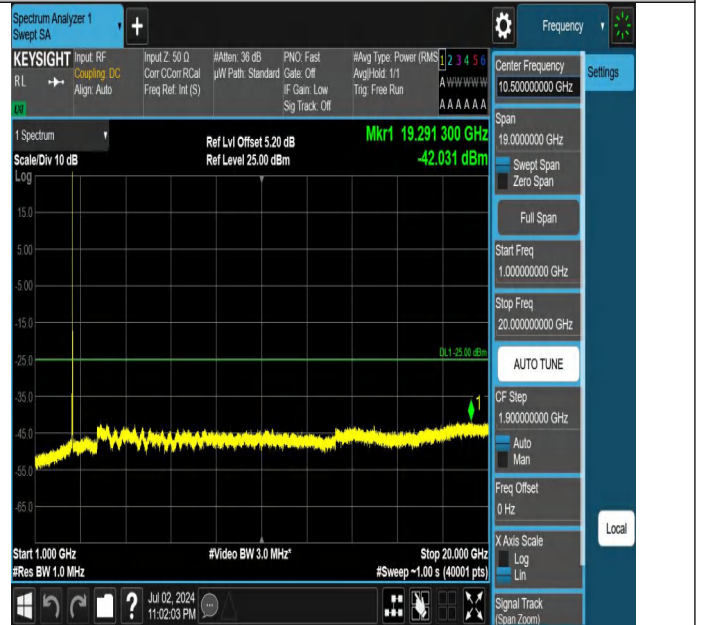 Spectrum Analyzer 1
Swept SA
Frequency
KEYSIGHT
RL
Input: RF
Coupling: DC
Align: Auto
Input Z: 50 Ω
Corr CCorr RCal
Freq Ref: Int (S)
#Atten: 36 dB
µW Path: Standard
PNO: Fast
Gate: Off
IF Gain: Low
Sig Track: Off
#Avg Type: Power (RMS
Avg|Hold: 1/1
Trig: Free Run
1 2 3 4 5 6
A W W W W W
A A A A A A
1 Spectrum
Scale/Div 10 dB
Log
Ref Lvl Offset 5.20 dB
Ref Level 25.00 dBm
Mkr1 19.291 300 GHz
-42.031 dBm
15.0
5.00
-5.00
-15.0
-25.0
DL1 -25.00 dBm
1
-45.0
-55.0
-65.0
Start 1.000 GHz
#Res BW 1.0 MHz
#Video BW 3.0 MHz*
Stop 20.000 GHz
#Sweep ~1.00 s (40001 pts)
Center Frequency
10.500000000 GHz
Settings
Span
19.0000000 GHz
Swept Span
Zero Span
Full Span
Start Freq
1.000000000 GHz
Stop Freq
20.000000000 GHz
AUTO TUNE
CF Step
1.900000000 GHz
Auto
Man
Freq Offset
0 Hz
X Axis Scale
Log
Lin
Local
Signal Track
(Span Zoom)
?
Jul 02, 2024
11:02:03 PM